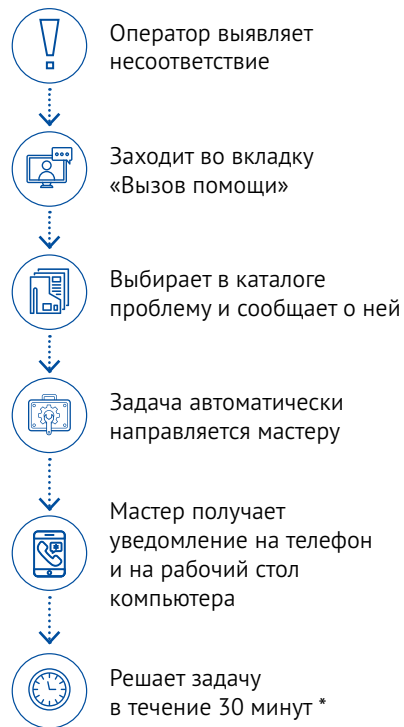 Оператор выявляет
несоответствие
Заходит во вкладку
«Вызов помощи»
Выбирает в каталоге
проблему и сообщает о ней
Задача автоматически
направляется мастеру
Мастер получает
уведомление на телефон
и на рабочий стол
компьютера
Решает задачу
в течение 30 минут *